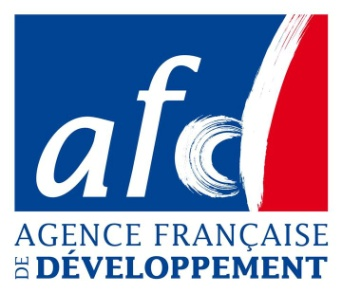 afd
AGENCE FRANÇAISE
DE DÉVELOPPEMENT